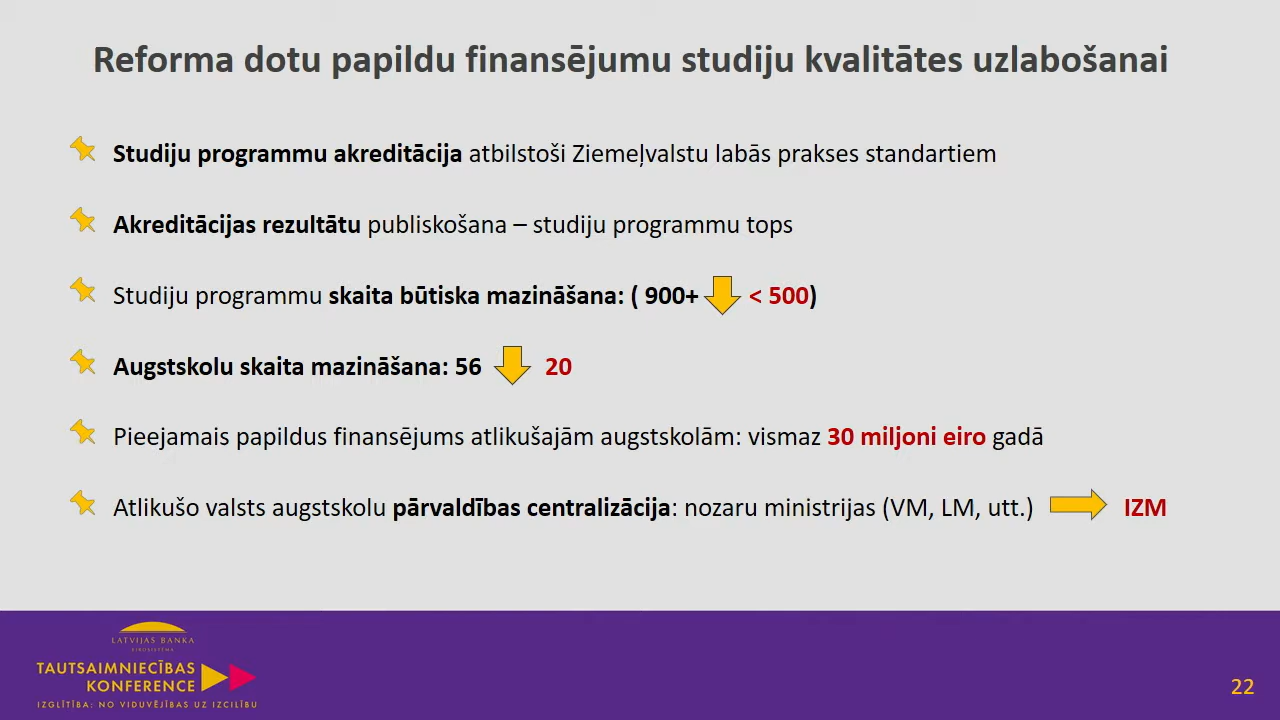 Reforma dotu papildu finansējumu studiju kvalitātes uzlabošanai
Studiju programmu akreditācija atbilstoši Ziemeļvalstu labās prakses standartiem
Akreditācijas rezultātu publiskošana – studiju programmu tops
Studiju programmu skaita būtiska mazināšana: ( 900+ < 500)
Augstskolu skaita mazināšana: 56 20
Pieejamais papildus finansējums atlikušajām augstskolām: vismaz 30 miljoni eiro gadā
Atlikušo valsts augstskolu pārvaldības centralizācija: nozaru ministrijas (VM, LM, utt.) IZM
LATVIJAS BANKA
EIROSISTĒMA
TAUTSAIMNIECĪBAS
KONFERENCE
IZGLĪTĪBA: NO VIDUVĒJĪBAS UZ IZCILĪBU
22